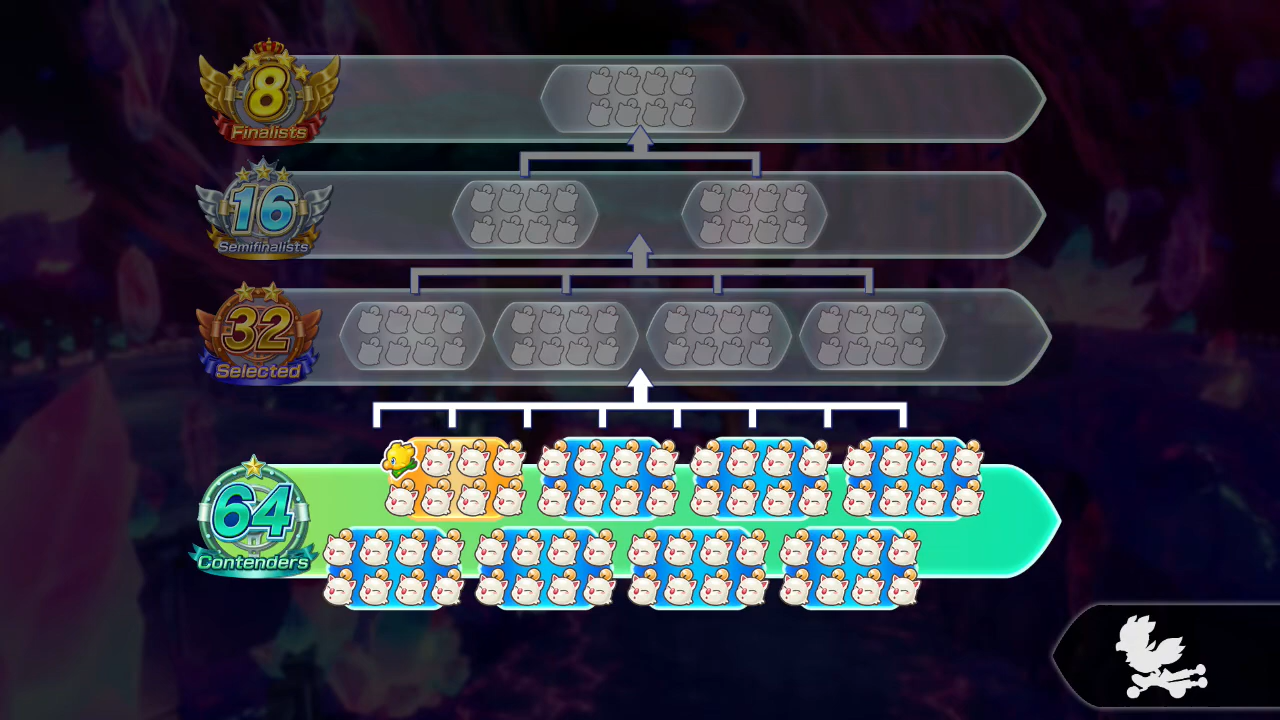 8
Finalists
16
Semifinalists
32
Selected
64
Contenders